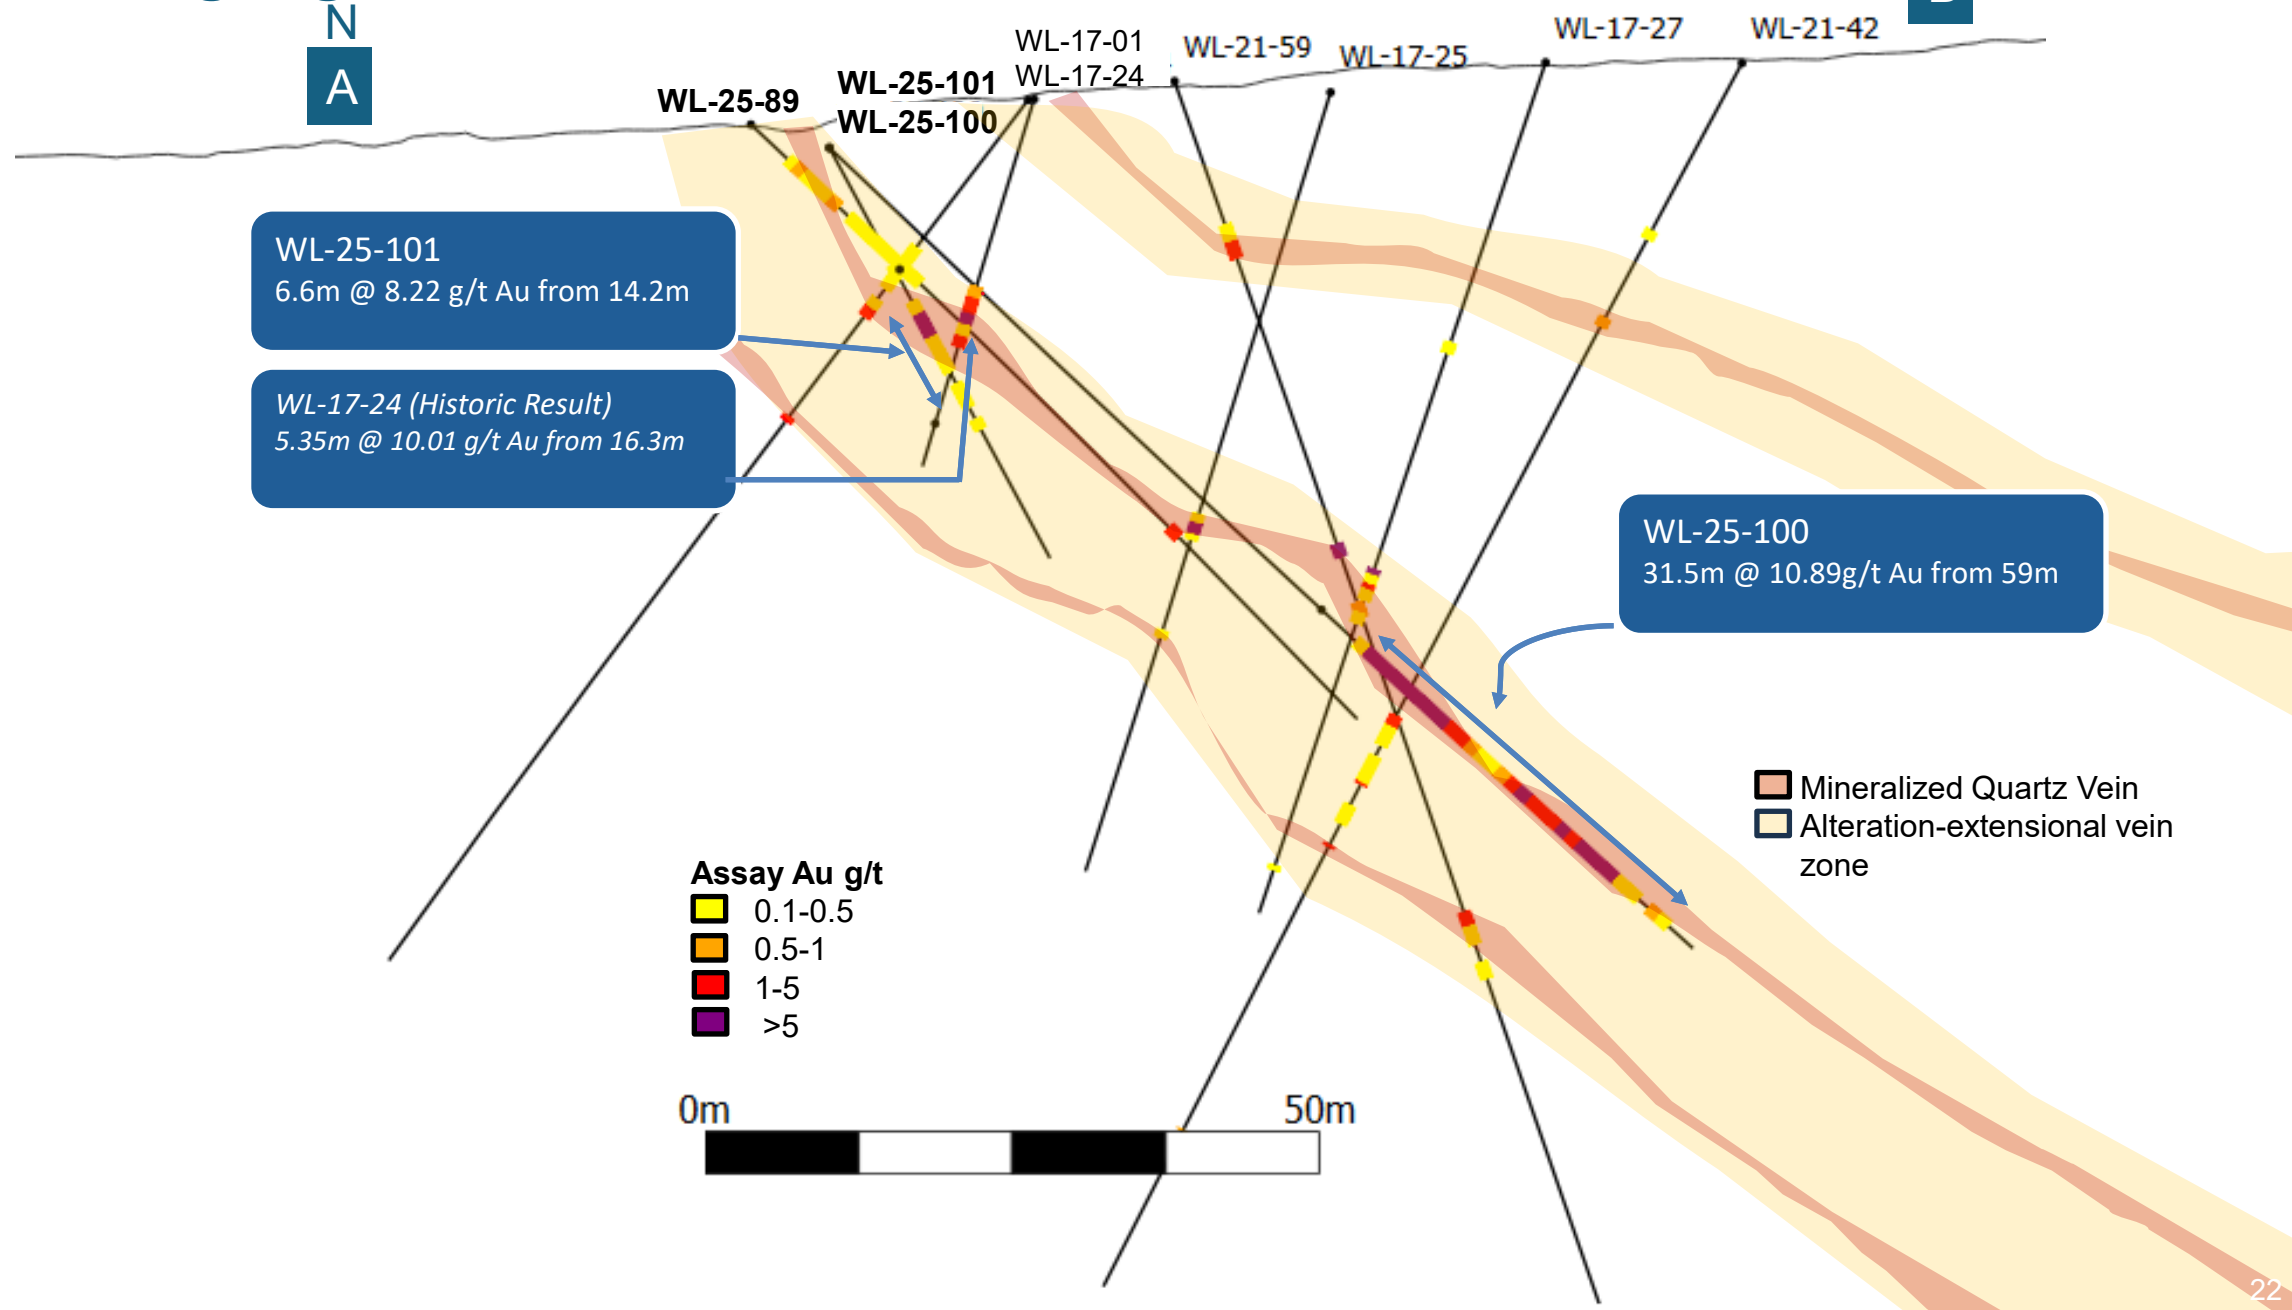 N
A
WL-25-89
WL-25-101
WL-25-100
WL-17-01
WL-17-24
WL-21-59
WL-17-25
WL-17-27
WL-21-42
WL-25-101
6.6m @ 8.22 g/t Au from 14.2m
WL-17-24 (Historic Result)
5.35m @ 10.01 g/t Au from 16.3m
WL-25-100
31.5m @ 10.89g/t Au from 59m
Mineralized Quartz Vein
Alteration-extensional vein
zone
Assay Au g/t
0.1-0.5
0.5-1
1-5
>5
0m
50m
22